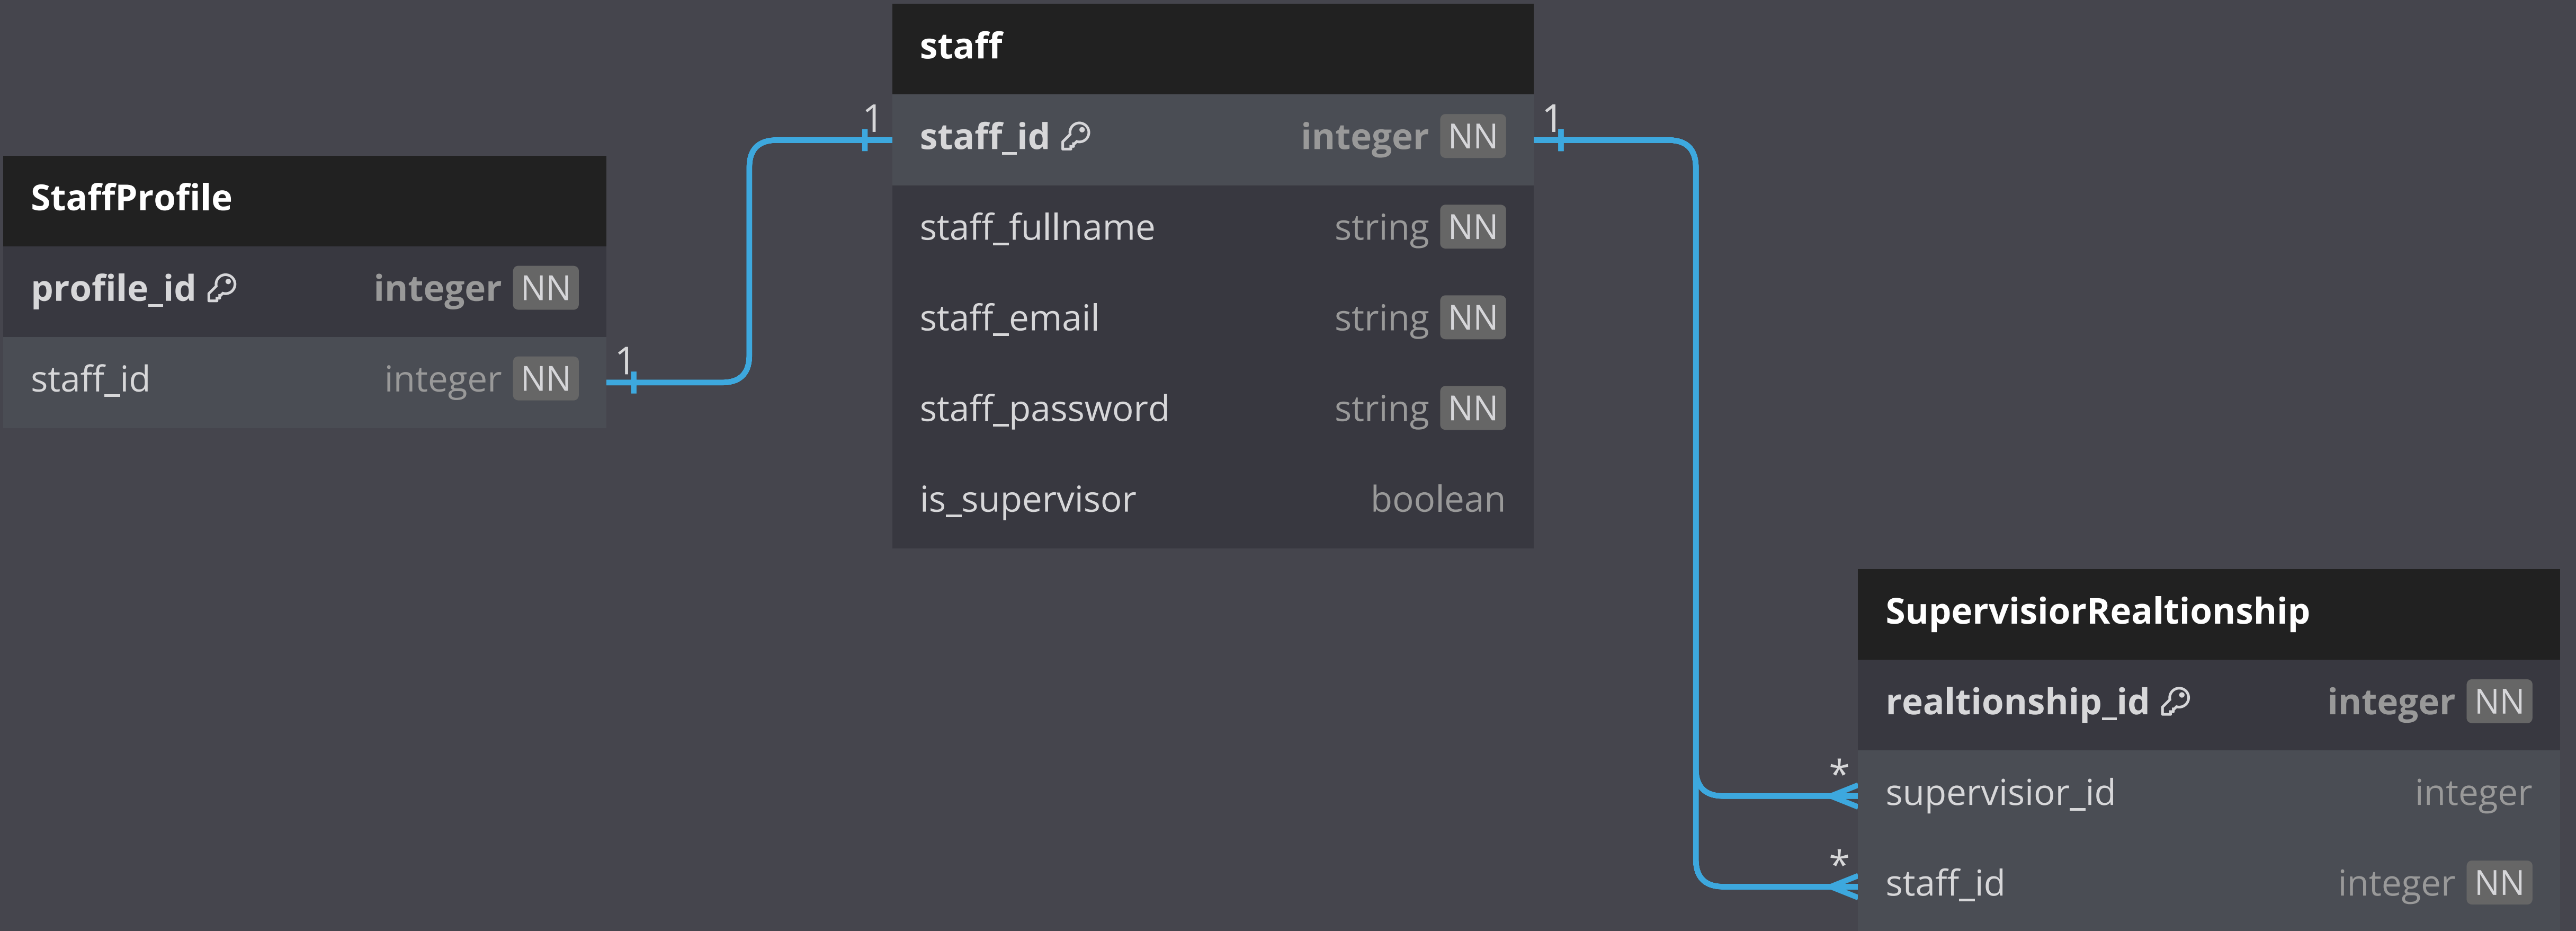 StaffProfile
profile_id integer NN
staff_id integer NN
1
1
staff
staff_id integer NN
staff_fullname string NN
staff_email string NN
staff_password string NN
is_supervisor boolean
1
*
*
SupervisiorRealtionship
realtionship_id integer NN
supervisior_id integer
staff_id integer NN